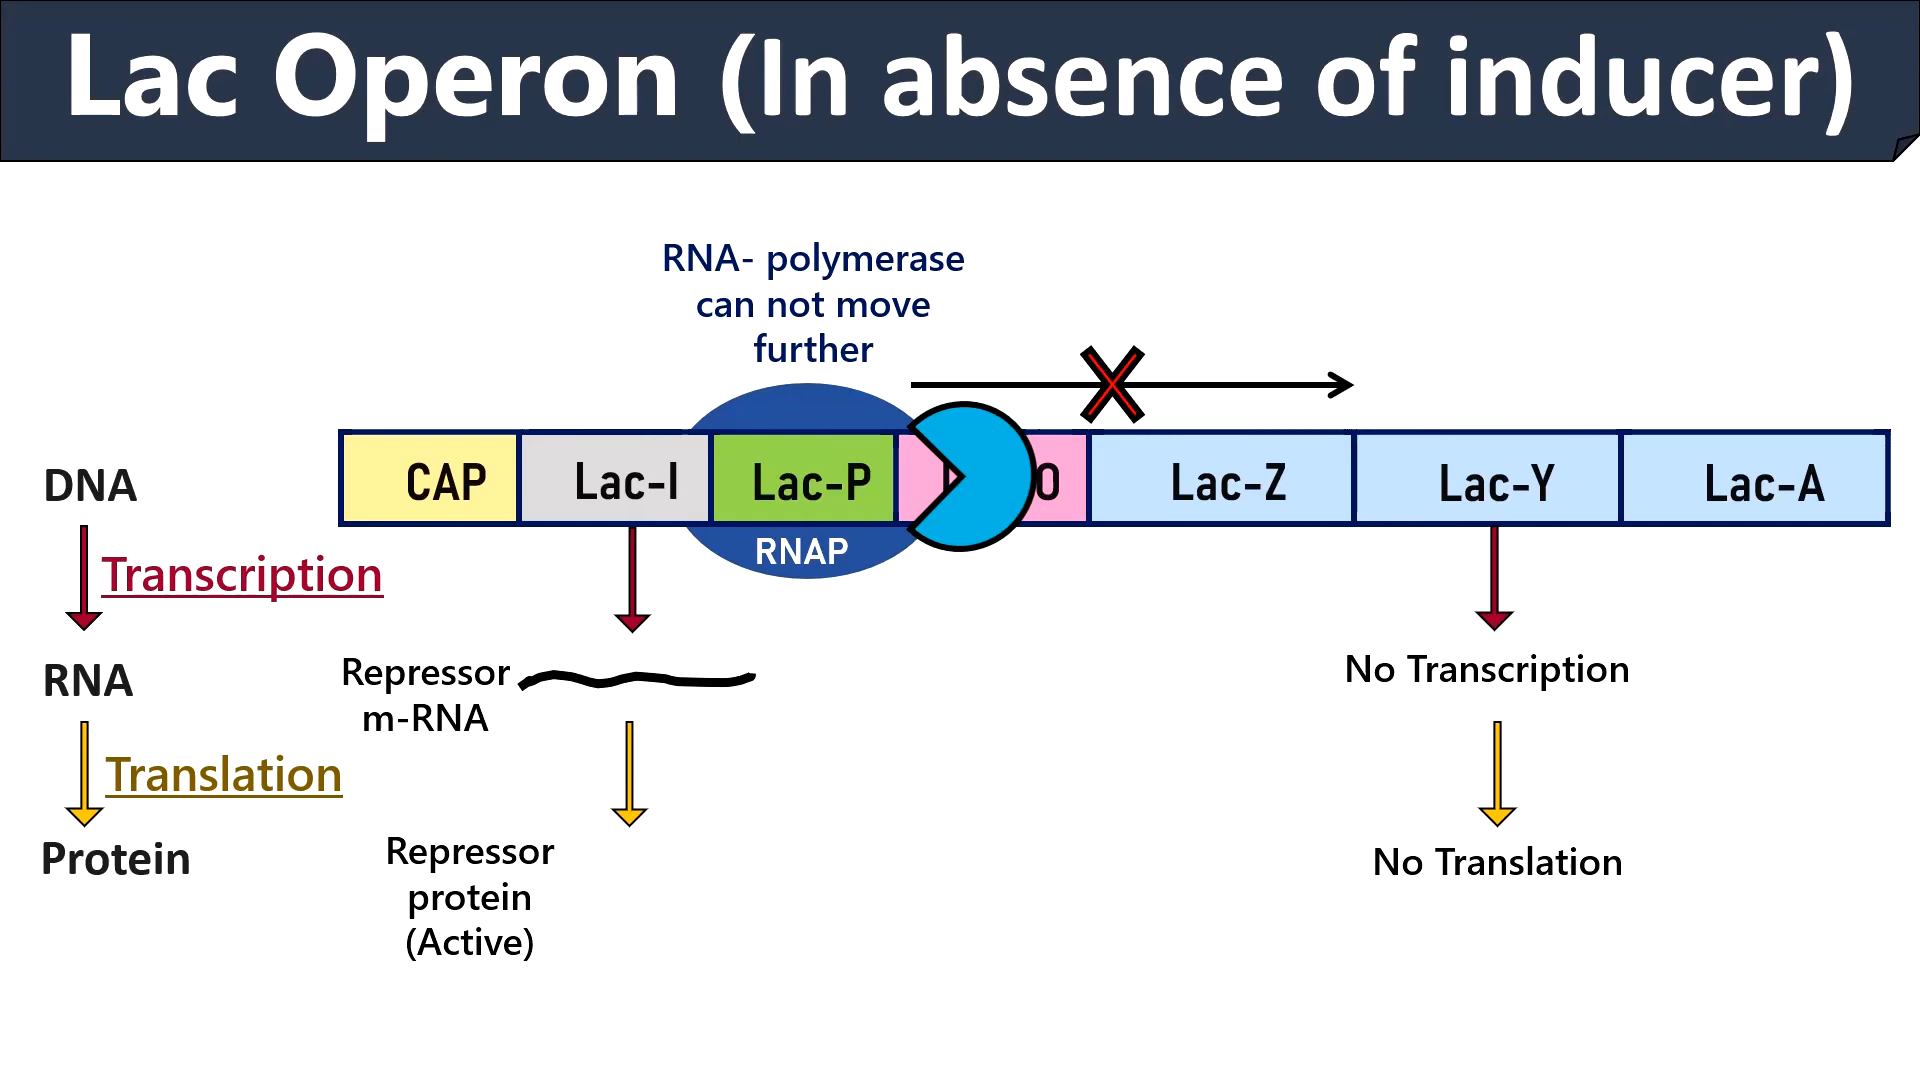 Lac Operon (In absence of inducer)
RNA- polymerase
can not move
further
CAP
Lac-I
Lac-P
O
Lac-Z
Lac-Y
Lac-A
DNA
RNAP
Transcription
RNA
Repressor
m-RNA
No Transcription
Translation
Protein
Repressor
protein
(Active)
No Translation